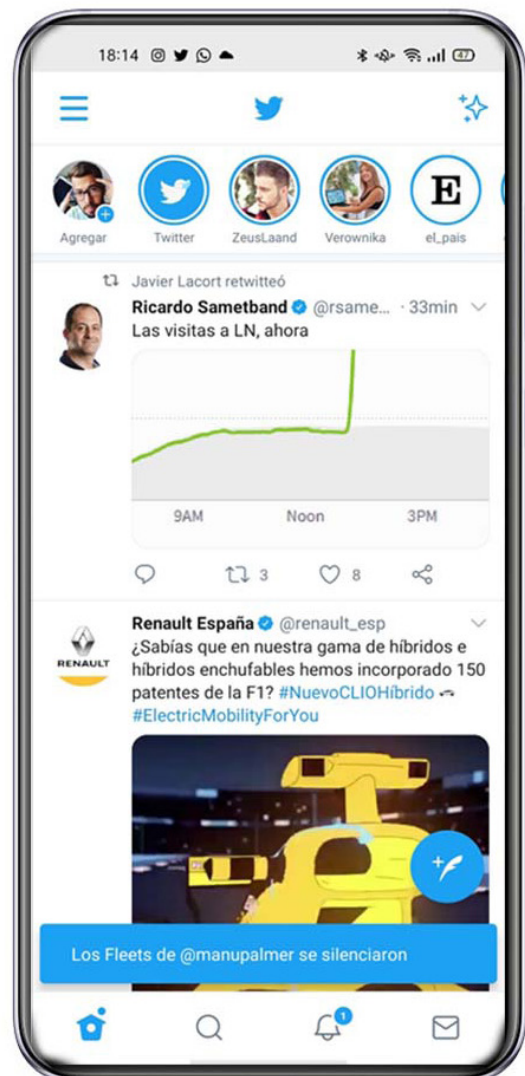 18:14
47
Agregar
Twitter
ZeusLaand
Verownika
el_pais
E
Javier Lacort retwitteó
Ricardo Sametband @rsame... · 33min
Las visitas a LN, ahora
9AM Noon 3PM
3 8
Renault España @renault_esp
RENAULT
¿Sabías que en nuestra gama de híbridos e
híbridos enchufables hemos incorporado 150
patentes de la F1? #NuevoCLIOHíbrido
#ElectricMobilityForYou
Los Fleets de @manupalmer se silenciaron
1